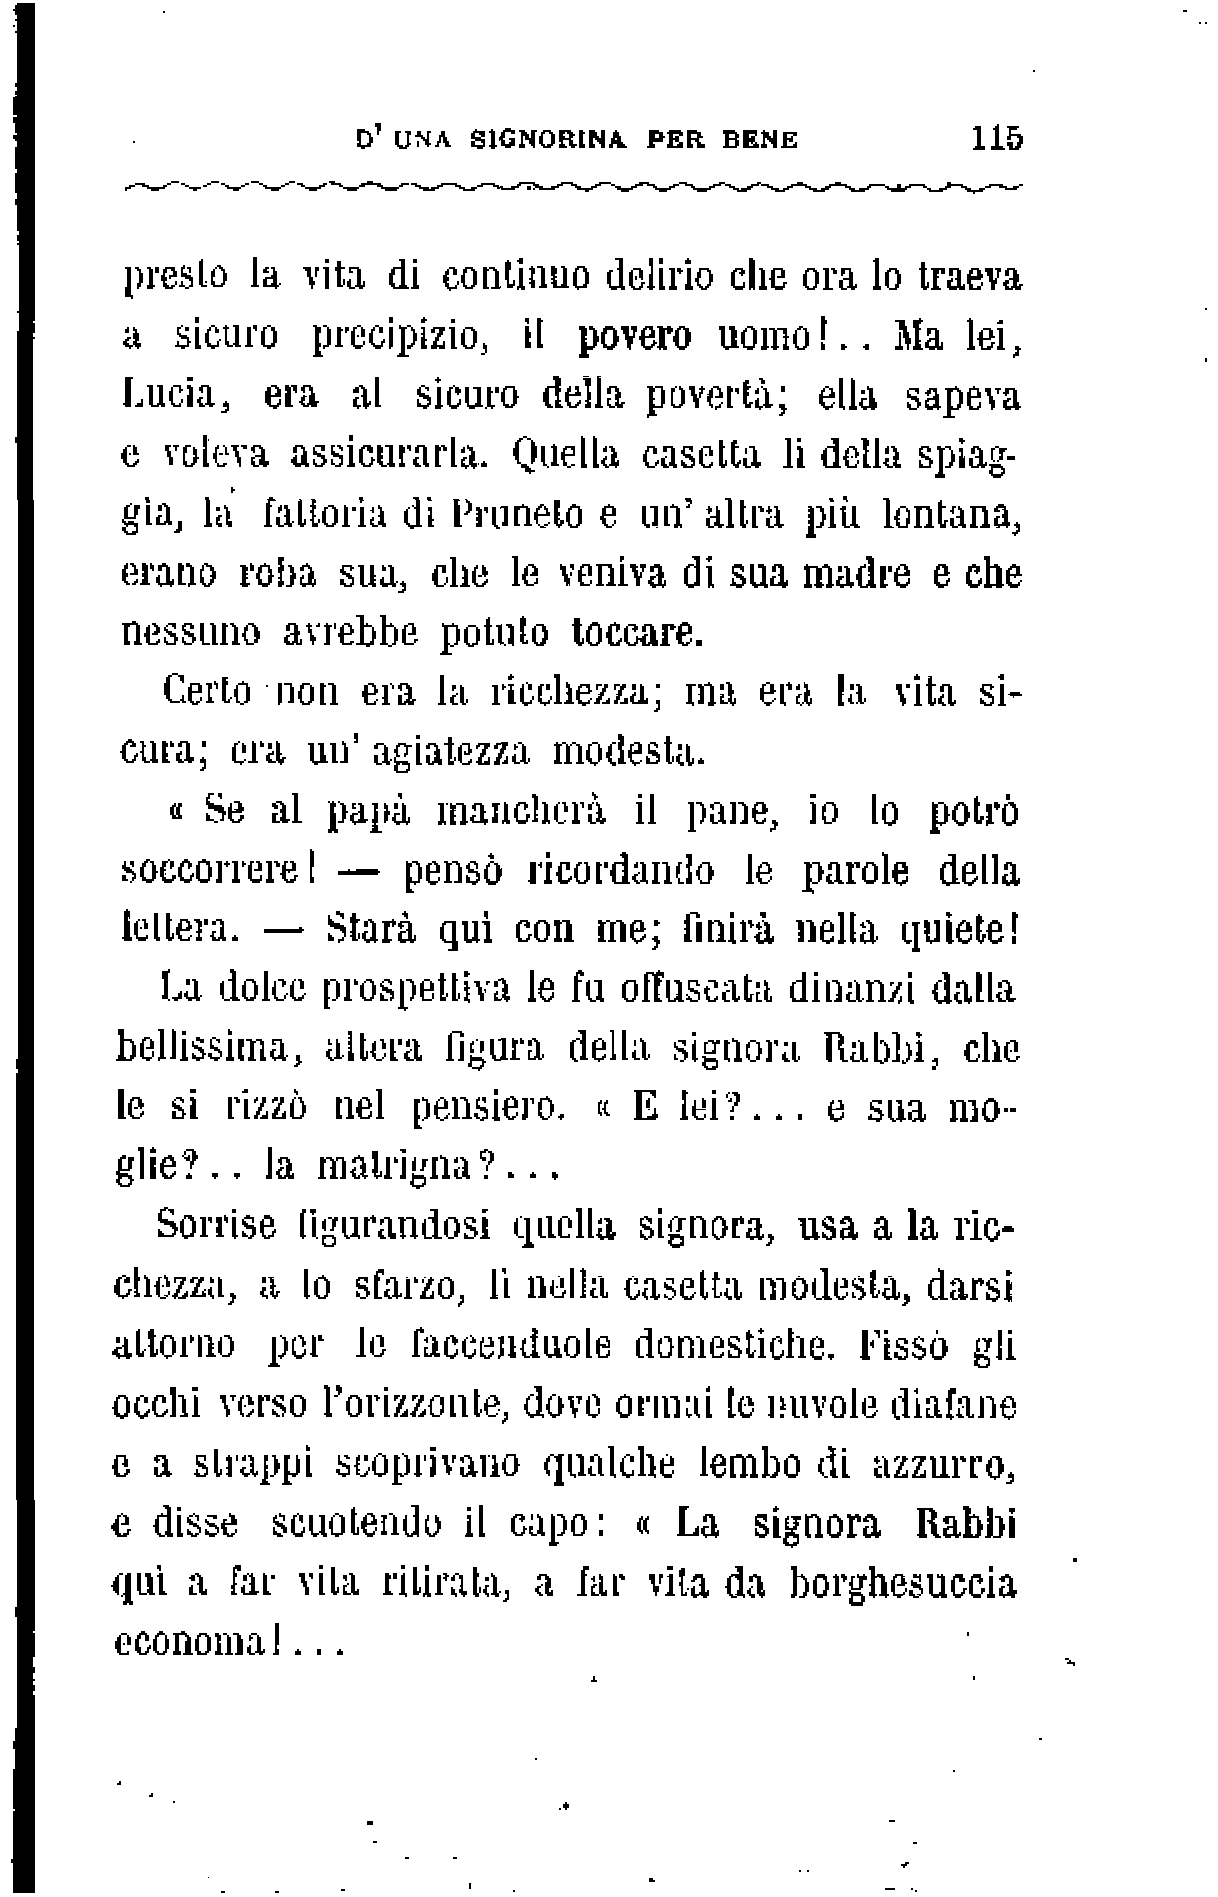 D' UNA SIGNORINA PER BENE 115
presto la vita di continuo delirio che ora lo traeva
a sicuro precipizio, il povero uomo!.. Ma lei,
Lucia, era al sicuro della povertà; ella sapeva
e voleva assicurarla. Quella casetta lì della spiag-
gia, la fattoria di Pruneto e un' altra più lontana,
erano roba sua, che le veniva di sua madre e che
nessuno avrebbe potuto toccare.
Certo non era la ricchezza; ma era la vita si-
cura; era un' agiatezza modesta.
« Se al papà mancherà il pane, io lo potrò
soccorrere! — pensò ricordando le parole della
lettera. — Starà qui con me; finirà nella quiete!
La dolce prospettiva le fu offuscata dinanzi dalla
bellissima, altera figura della signora Rabbi, che
le si rizzò nel pensiero. « E lei?... e sua mo-
glie?.. la matrigna?...
Sorrise figurandosi quella signora, usa a la ric-
chezza, a lo sfarzo, lì nella casetta modesta, darsi
attorno per le faccenduole domestiche. Fissò gli
occhi verso l'orizzonte, dove ormai le nuvole diafane
e a strappi scoprivano qualche lembo di azzurro,
e disse scuotendo il capo: « La signora Rabbi
qui a far vita ritirata, a far vita da borghesuccia
economa!...